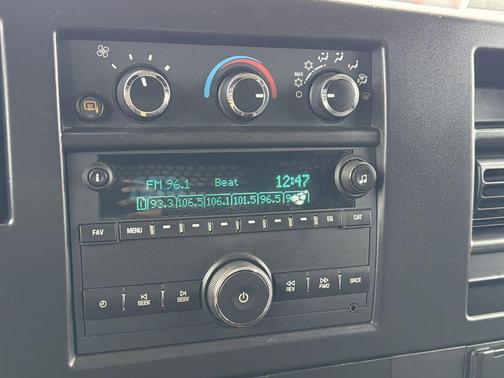 MAX
FM 96.1 Beat 12:47
1 93.3 106.5 106.1 101.5 96.5
FAV MENU EQ CAT
SEEK SEEK REV FWD SRCE